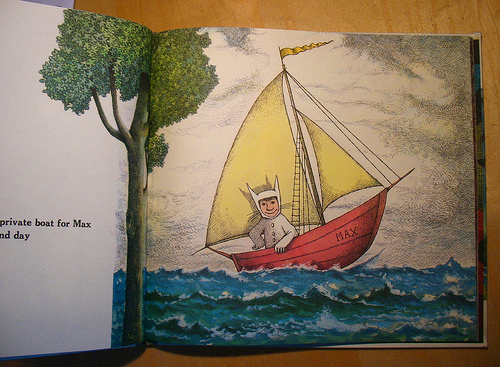 private boat for Max
nd day
MAX